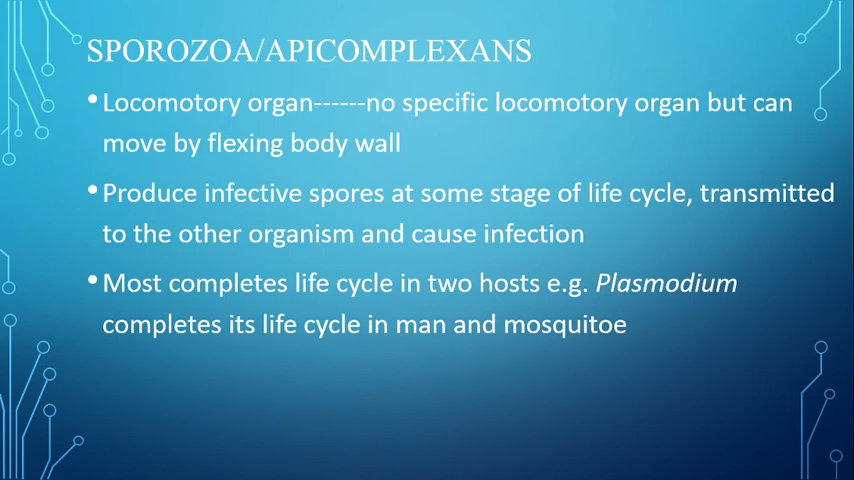 SPOROZOA/APICOMPLEXANS
•Locomotory organ------no specific locomotory organ but can
move by flexing body wall
•Produce infective spores at some stage of life cycle, transmitted
to the other organism and cause infection
•Most completes life cycle in two hosts e.g. Plasmodium
completes its life cycle in man and mosquitoe